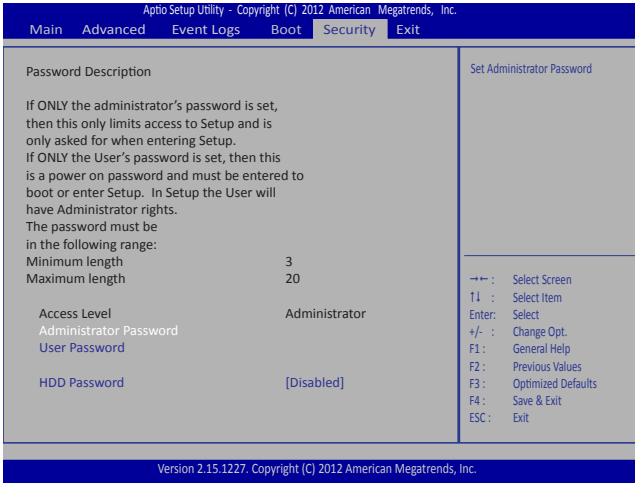 Aptio Setup Utility - Copyright (C) 2012 American Megatrends, Inc.
Main Advanced Event Logs Boot Security Exit
Password Description
If ONLY the administrator's password is set,
then this only limits access to Setup and is
only asked for when entering Setup.
If ONLY the User's password is set, then this
is a power on password and must be entered to
boot or enter Setup. In Setup the User will
have Administrator rights.
The password must be
in the following range:
Minimum length 3
Maximum length 20
Access Level Administrator
Administrator Password
User Password
HDD Password [Disabled]
Set Administrator Password
→← : Select Screen
↑↓ : Select Item
Enter: Select
+/- : Change Opt.
F1 : General Help
F2 : Previous Values
F3 : Optimized Defaults
F4 : Save & Exit
ESC : Exit
Version 2.15.1227. Copyright (C) 2012 American Megatrends, Inc.